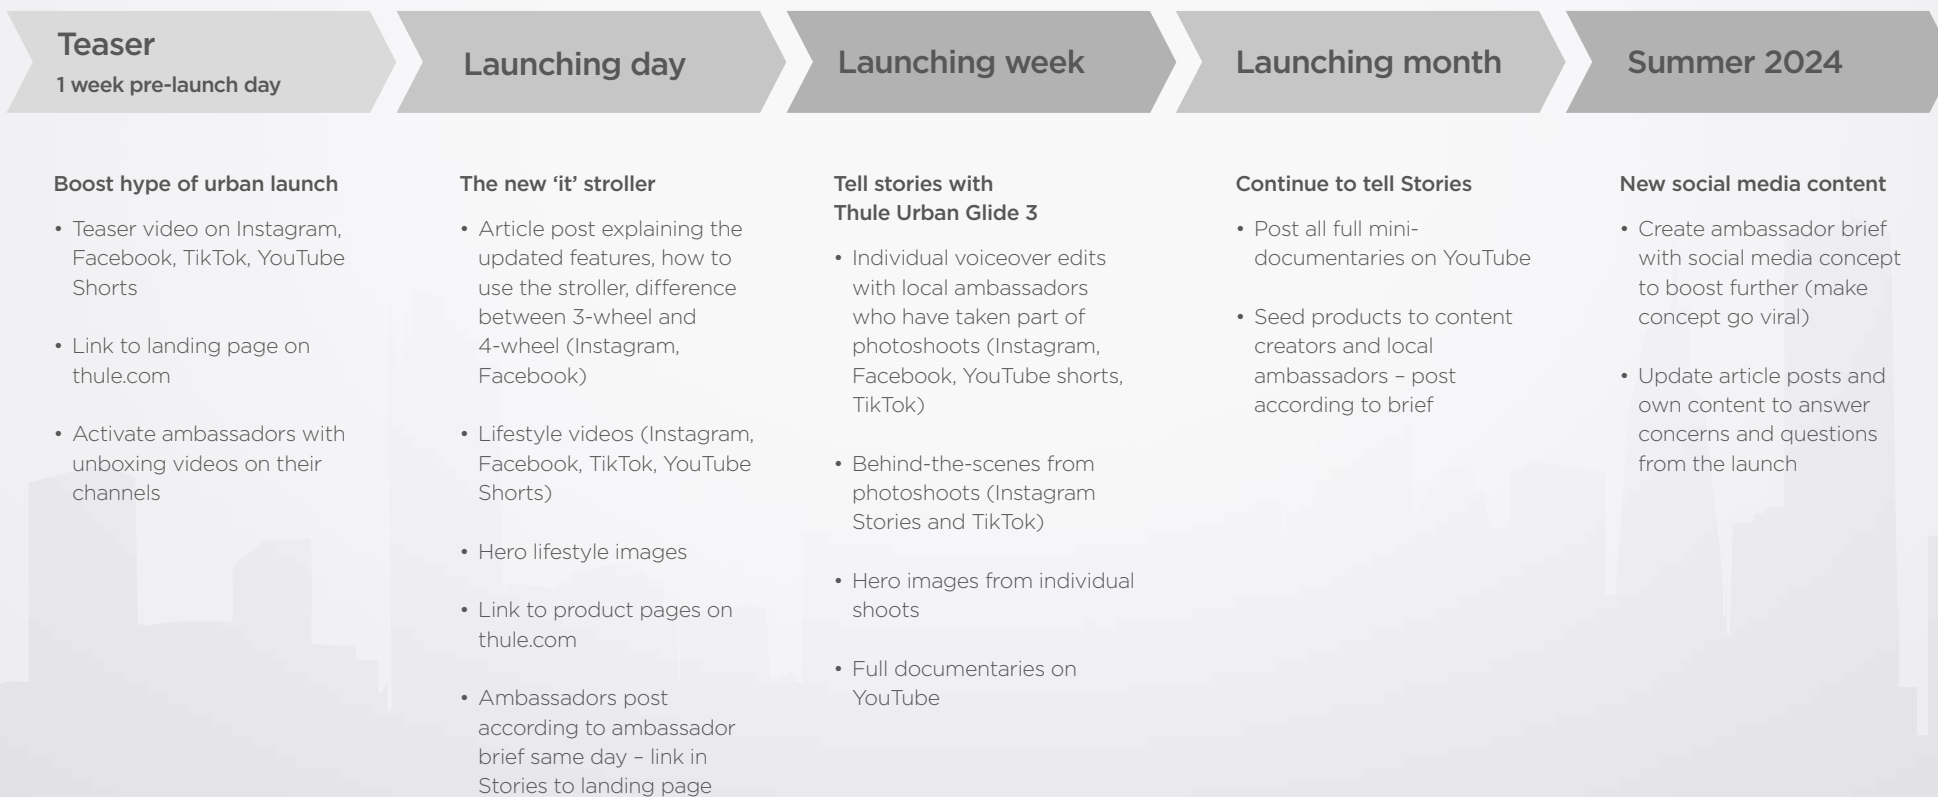 Teaser
1 week pre-launch day
Launching day
Launching week
Launching month
Summer 2024
Boost hype of urban launch
• Teaser video on Instagram,
Facebook, TikTok, YouTube
Shorts
• Link to landing page on
thule.com
• Activate ambassadors with
unboxing videos on their
channels
The new ‘it’ stroller
• Article post explaining the
updated features, how to
use the stroller, difference
between 3-wheel and
4-wheel (Instagram,
Facebook)
• Lifestyle videos (Instagram,
Facebook, TikTok, YouTube
Shorts)
• Hero lifestyle images
• Link to product pages on
thule.com
• Ambassadors post
according to ambassador
brief same day – link in
Stories to landing page
Tell stories with
Thule Urban Glide 3
• Individual voiceover edits
with local ambassadors
who have taken part of
photoshoots (Instagram,
Facebook, YouTube shorts,
TikTok)
• Behind-the-scenes from
photoshoots (Instagram
Stories and TikTok)
• Hero images from individual
shoots
• Full documentaries on
YouTube
Continue to tell Stories
• Post all full mini-
documentaries on YouTube
• Seed products to content
creators and local
ambassadors – post
according to brief
New social media content
• Create ambassador brief
with social media concept
to boost further (make
concept go viral)
• Update article posts and
own content to answer
concerns and questions
from the launch